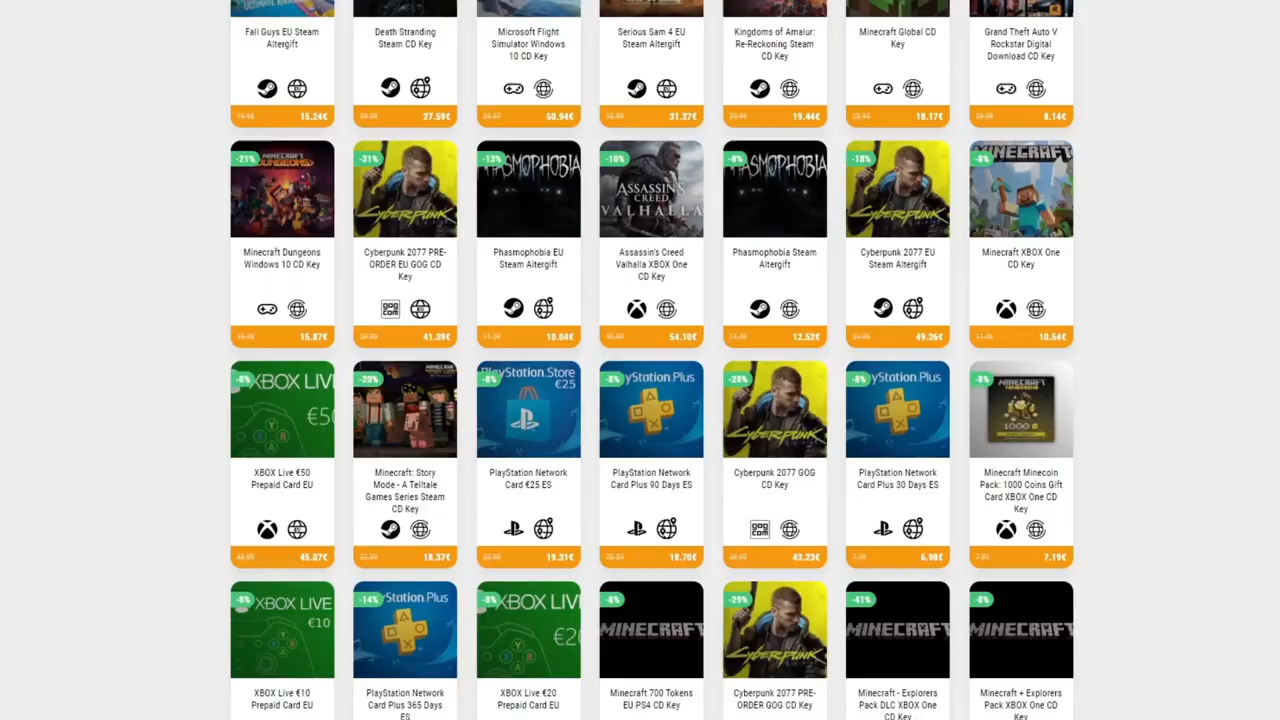 ULTIMATE
Fall Guys EU Steam
Altergift
15.24€
Death Stranding
Steam CD Key
27.59€
Microsoft Flight
Simulator Windows
10 CD Key
50.94€
Serious Sam 4 EU
Steam Altergift
31.27€
Kingdoms of Amalur:
Re-Reckoning Steam
CD Key
19.44€
Minecraft Global CD
Key
18.17€
Grand Theft Auto V
Rockstar Digital
Download CD Key
8.14€
-21%
MINECRAFT
DUNGEONS
Minecraft Dungeons
Windows 10 CD Key
15.87€
-31%
CYBERPUNK
Cyberpunk 2077 PRE-
ORDER EU GOG CD
Key
GOG
COM
41.39€
-13%
PHASMOPHOBIA
Phasmophobia EU
Steam Altergift
10.04€
-10%
ASSASSIN'S
CREED
VALHALLA
Assassin's Creed
Valhalla XBOX One
CD Key
54.10€
-8%
PHASMOPHOBIA
Phasmophobia Steam
Altergift
12.52€
-18%
CYBERPUNK
Cyberpunk 2077 EU
Steam Altergift
49.26€
-8%
MINECRAFT
Minecraft XBOX One
CD Key
10.54€
-8%
XBOX LIVE
€50
XBOX Live €50
Prepaid Card EU
45.07€
-20%
MINECRAFT
Minecraft: Story
Mode - A Telltale
Games Series Steam
CD Key
18.37€
-8%
PlayStation Store
€25
PlayStation Network
Card €25 ES
19.31€
-8%
PlayStation Plus
PlayStation Network
Card Plus 90 Days ES
18.70€
-28%
CYBERPUNK
Cyberpunk 2077 GOG
CD Key
GOG
COM
43.23€
-8%
PlayStation Plus
PlayStation Network
Card Plus 30 Days ES
6.98€
-8%
MINECRAFT
1000
Minecraft Minecoin
Pack: 1000 Coins Gift
Card XBOX One CD
Key
7.19€
-8%
XBOX LIVE
€10
XBOX Live €10
Prepaid Card EU
-14%
PlayStation Plus
PlayStation Network
Card Plus 365 Days
ES
-8%
XBOX LIVE
€20
XBOX Live €20
Prepaid Card EU
-8%
MINECRAFT
Minecraft 700 Tokens
EU PS4 CD Key
-29%
CYBERPUNK
Cyberpunk 2077 PRE-
ORDER GOG CD Key
-41%
MINECRAFT
Minecraft - Explorers
Pack DLC XBOX One
CD Key
-8%
MINECRAFT
Minecraft + Explorers
Pack XBOX One CD
Key